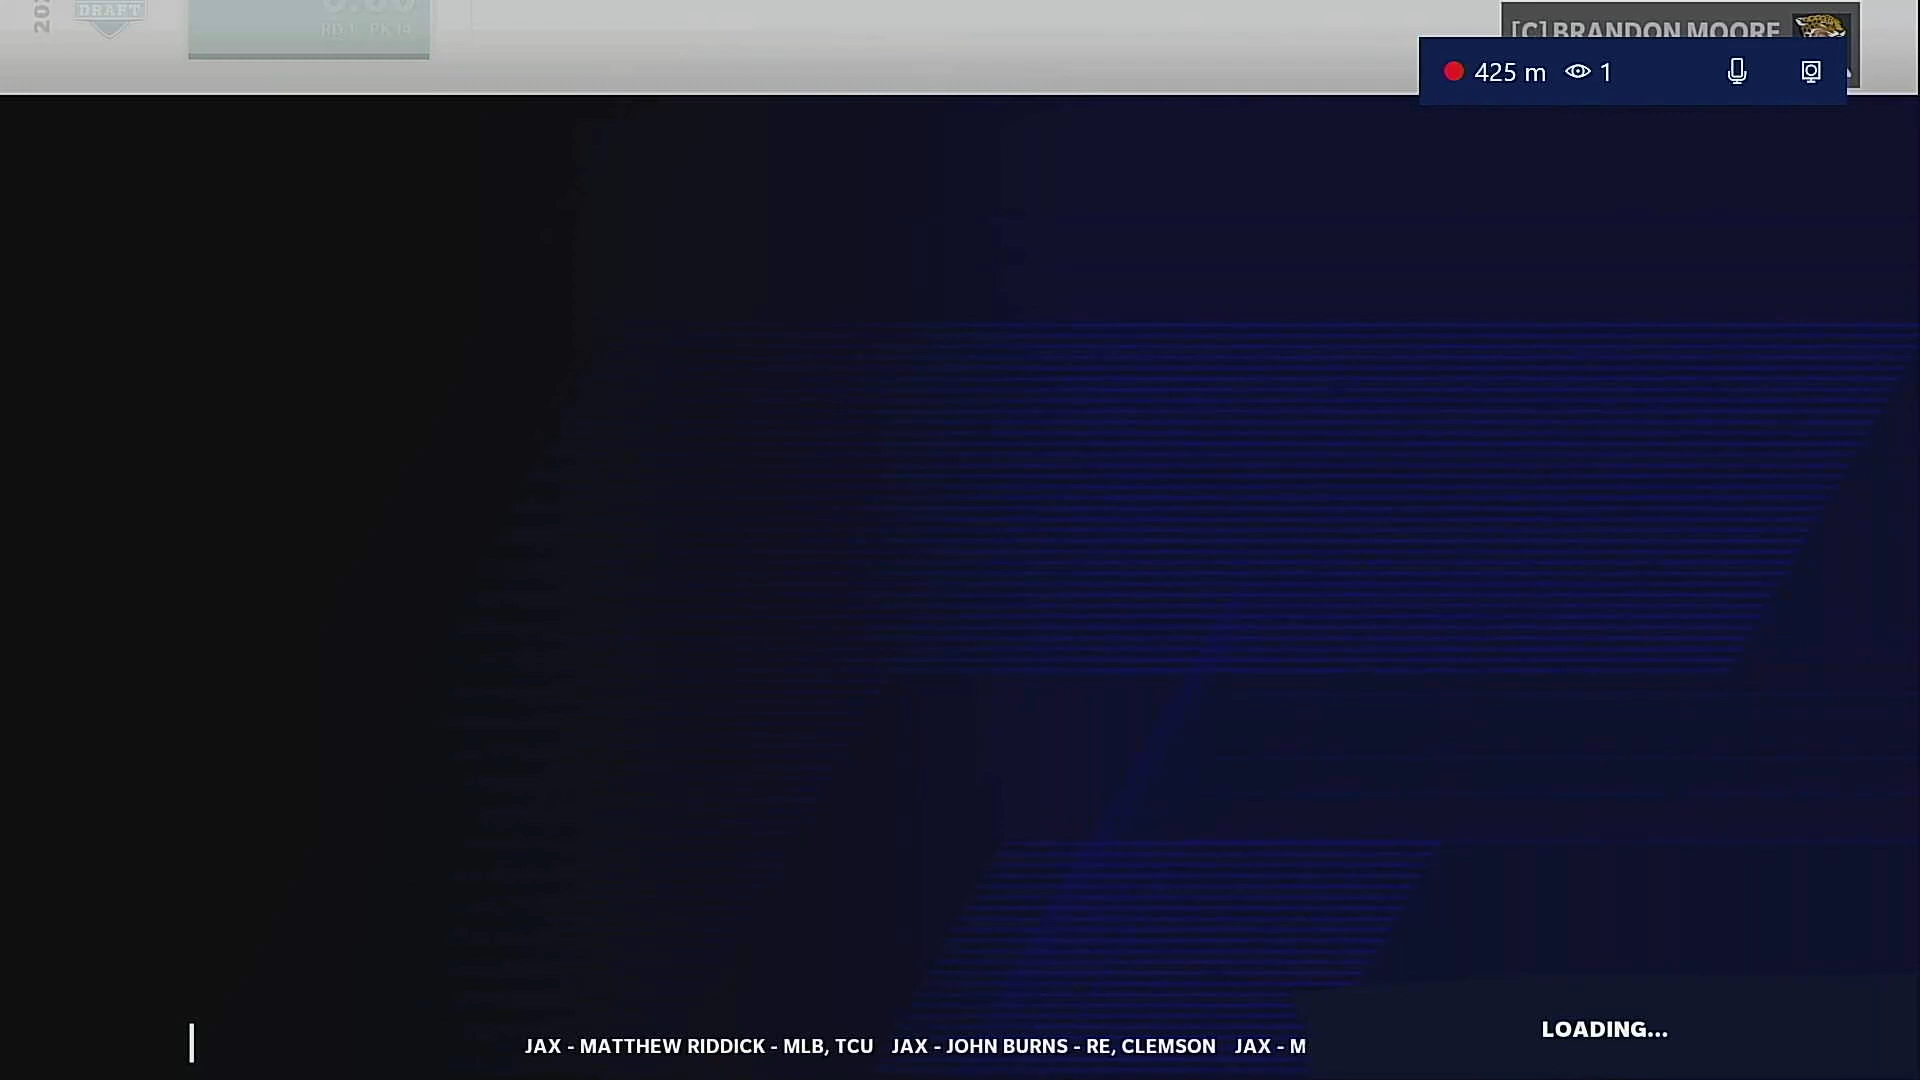 202
DRAFT
RD 1 PK 14
[C] BRANDON MOORE
425 m 1
LOADING...
JAX - MATTHEW RIDDICK - MLB, TCU JAX - JOHN BURNS - RE, CLEMSON JAX - M